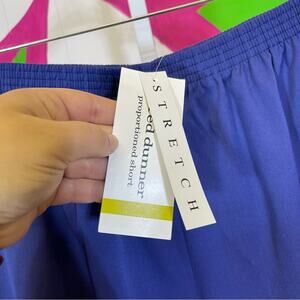 ed dunner
proportioned short
'S STRETCH